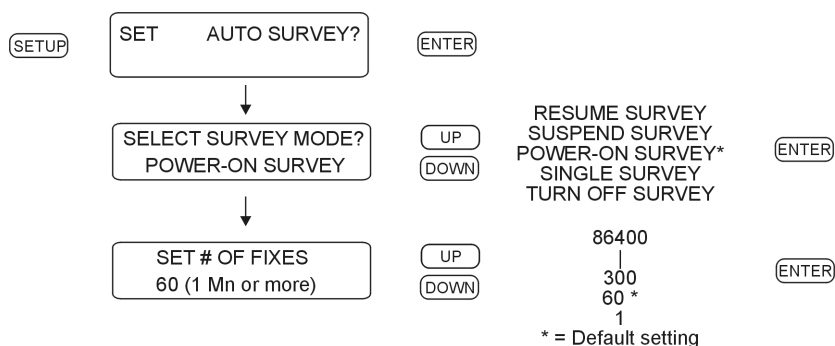 SETUP
SET AUTO SURVEY?
ENTER
SELECT SURVEY MODE?
POWER-ON SURVEY
UP
DOWN
RESUME SURVEY
SUSPEND SURVEY
POWER-ON SURVEY*
SINGLE SURVEY
TURN OFF SURVEY
ENTER
SET # OF FIXES
60 (1 Mn or more)
UP
DOWN
86400
|
300
60 *
1
* = Default setting
ENTER